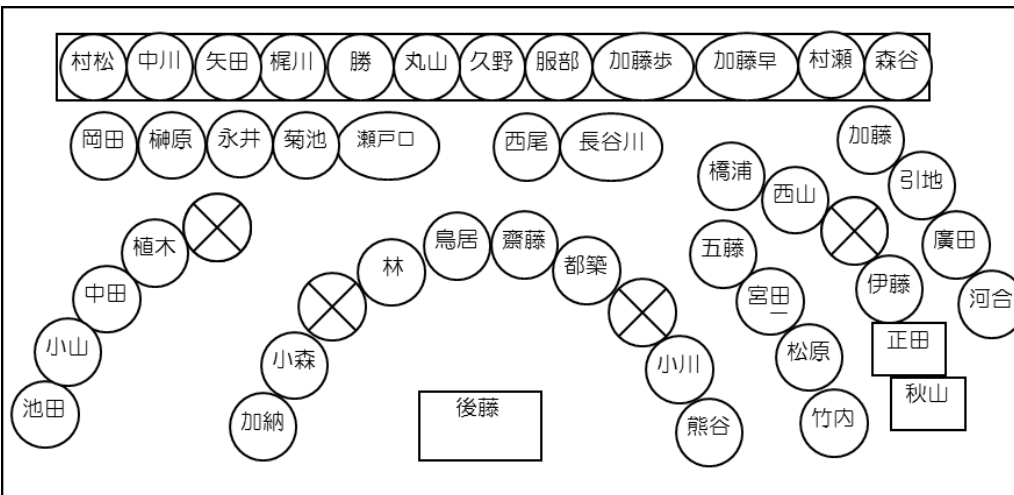 村松 中川 矢田 梶川 勝 丸山 久野 服部 加藤歩 加藤早 村瀬 森谷
岡田 榊原 永井 菊池 瀬戸口 西尾 長谷川 加藤
橋浦 西山 引地
植木 鳥居 齋藤 五藤 廣田
中田 林 都築 宮田一 伊藤 河合
小山 小森 小川 松原 正田
池田 加納 後藤 熊谷 竹内 秋山